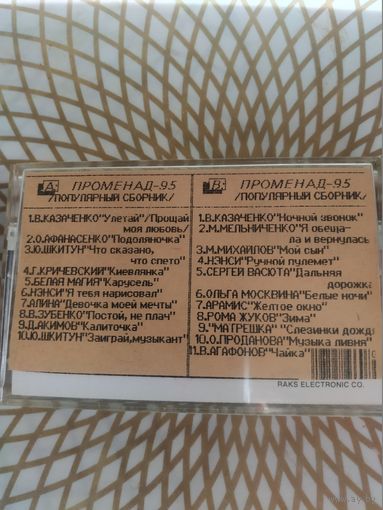 A: ПРОМЕНАД-95
/ПОПУЛЯРНЫЙ СБОРНИК/
1.В.КАЗАЧЕНКО"Улетай"/Прощай
моя любовь/
2.О.АФАНАСЕНКО"Подоляночка"
3.Ю.ШКИТУН"Что сказано,
что спето"
4.Г.КРИЧЕВСКИЙ"Киевлянка"
5.БЕЛАЯ МАГИЯ"Карусель"
6.НЭНСИ"Я тебя нарисовал"
7.АЛИНА"Девочка моей мечты"
8.В.ЗУБЕНКО"Постой, не плач"
9.Д.АКИМОВ"Калиточка"
10.Ю.ШКИТУН"Заиграй,музыкант"
B: ПРОМЕНАД-95
/ПОПУЛЯРНЫЙ СБОРНИК/
1.В.КАЗАЧЕНКО"Ночной звонок"
2.М.МЕЛЬНИЧЕНКО"Я обеща-
ла и вернулась
3.М.МИХАЙЛОВ"Мой сын"
4.НЭНСИ"Ручной пулемет"
5.СЕРГЕЙ ВАСЮТА"Дальняя
дорожка
6.ОЛЬГА МОСКВИНА"Белые ночи"
7.АРАМИС"Желтое окно"
8.РОМА ЖУКОВ"Зима"
9."МА ГРЕШКА" "Слезинки дождя
10.О.ПРОДАНОВА"Музыка ливня"
11.В.АГАФОНОВ"Чайка"
RAKS ELECTRONIC CO.